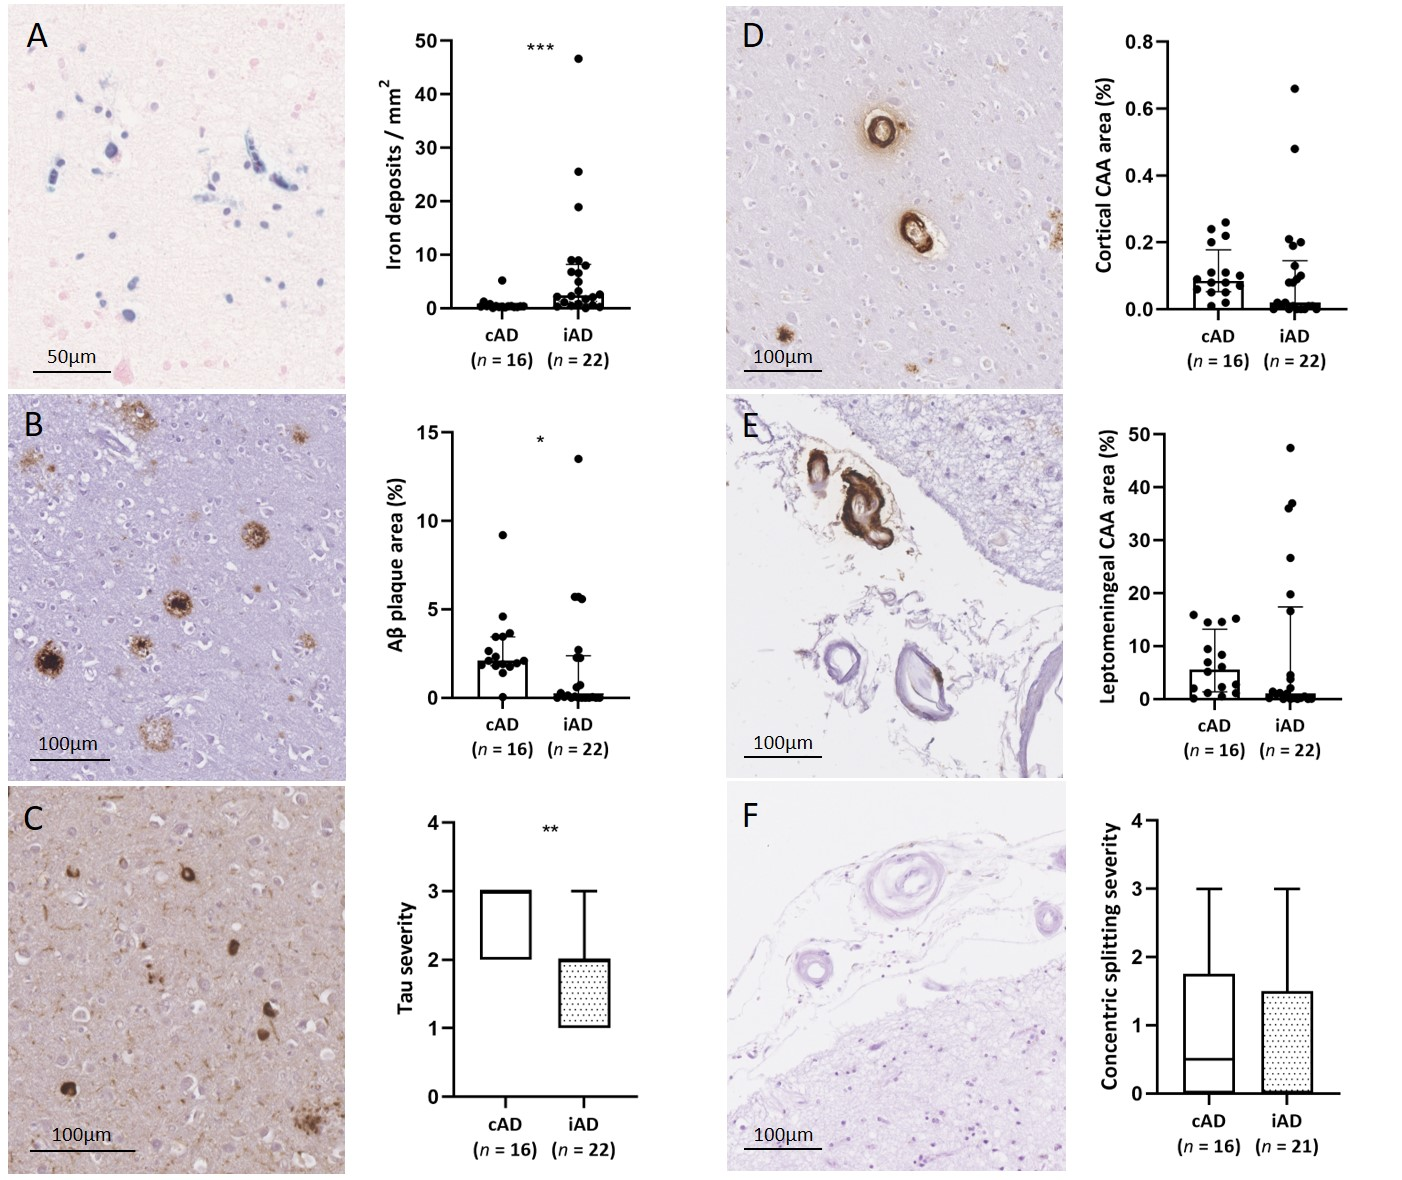 A
50µm
Iron deposits / mm²
50
40
30
20
10
0
***
cAD
iAD
(n = 16)
(n = 22)
D
100µm
Cortical CAA area (%)
0.8
0.6
0.4
0.2
0.0
cAD
iAD
(n = 16)
(n = 22)
B
100µm
Aβ plaque area (%)
15
10
5
0
*
cAD
iAD
(n = 16)
(n = 22)
E
100µm
Leptomeningeal CAA area (%)
50
40
30
20
10
0
cAD
iAD
(n = 16)
(n = 22)
C
100µm
Tau severity
4
3
2
1
0
**
cAD
iAD
(n = 16)
(n = 22)
F
100µm
Concentric splitting severity
4
3
2
1
0
cAD
iAD
(n = 16)
(n = 21)